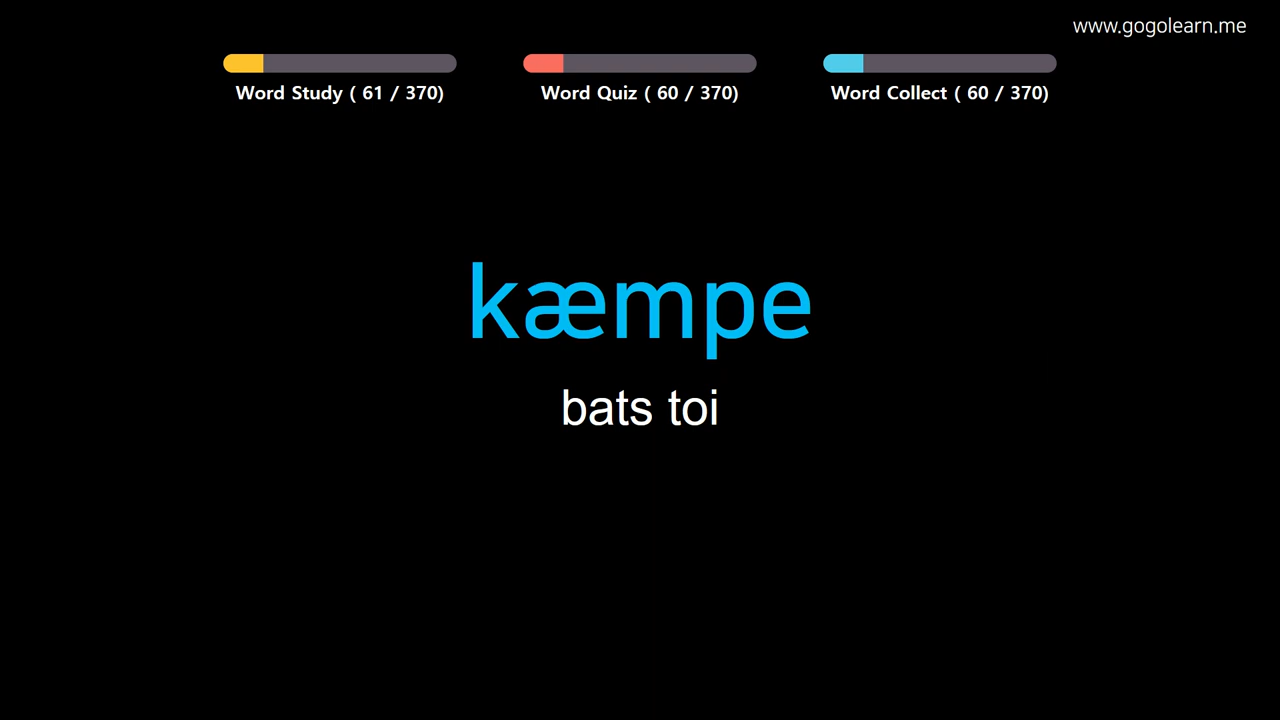 www.gogolearn.me
Word Study ( 61 / 370)
Word Quiz ( 60 / 370)
Word Collect ( 60 / 370)
kæmpe
bats toi